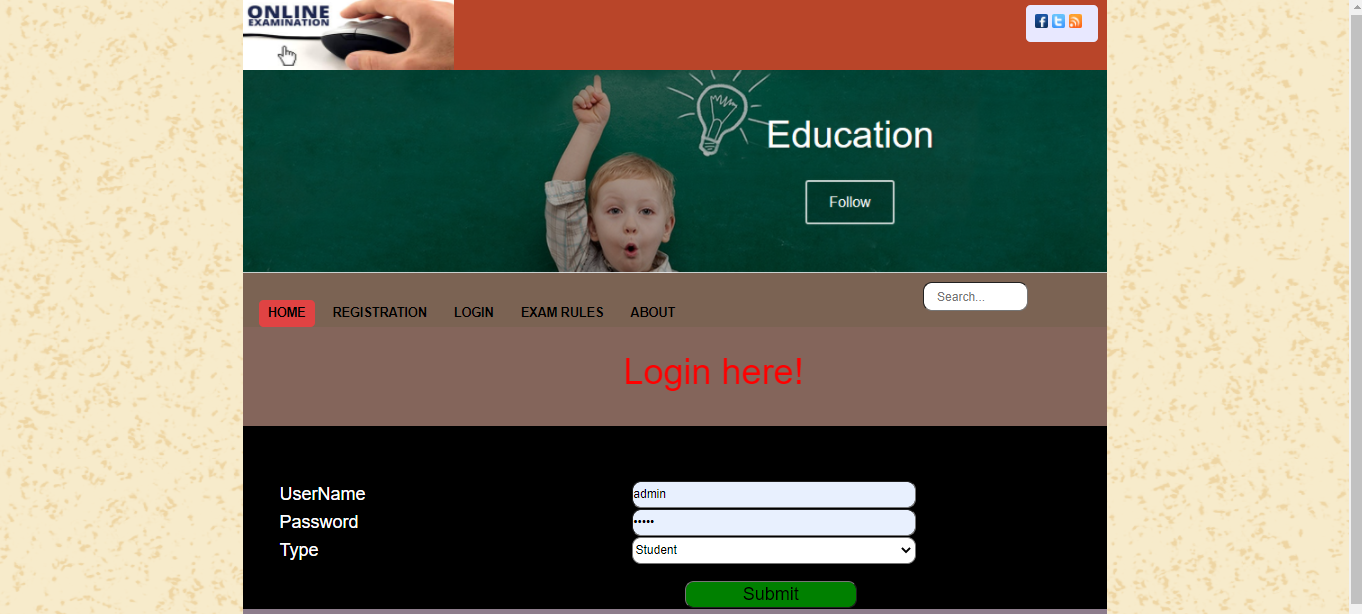 ONLINE
EXAMINATION
Education
Follow
Search...
HOME REGISTRATION LOGIN EXAM RULES ABOUT
Login here!
UserName admin
Password •••••
Type Student
Submit